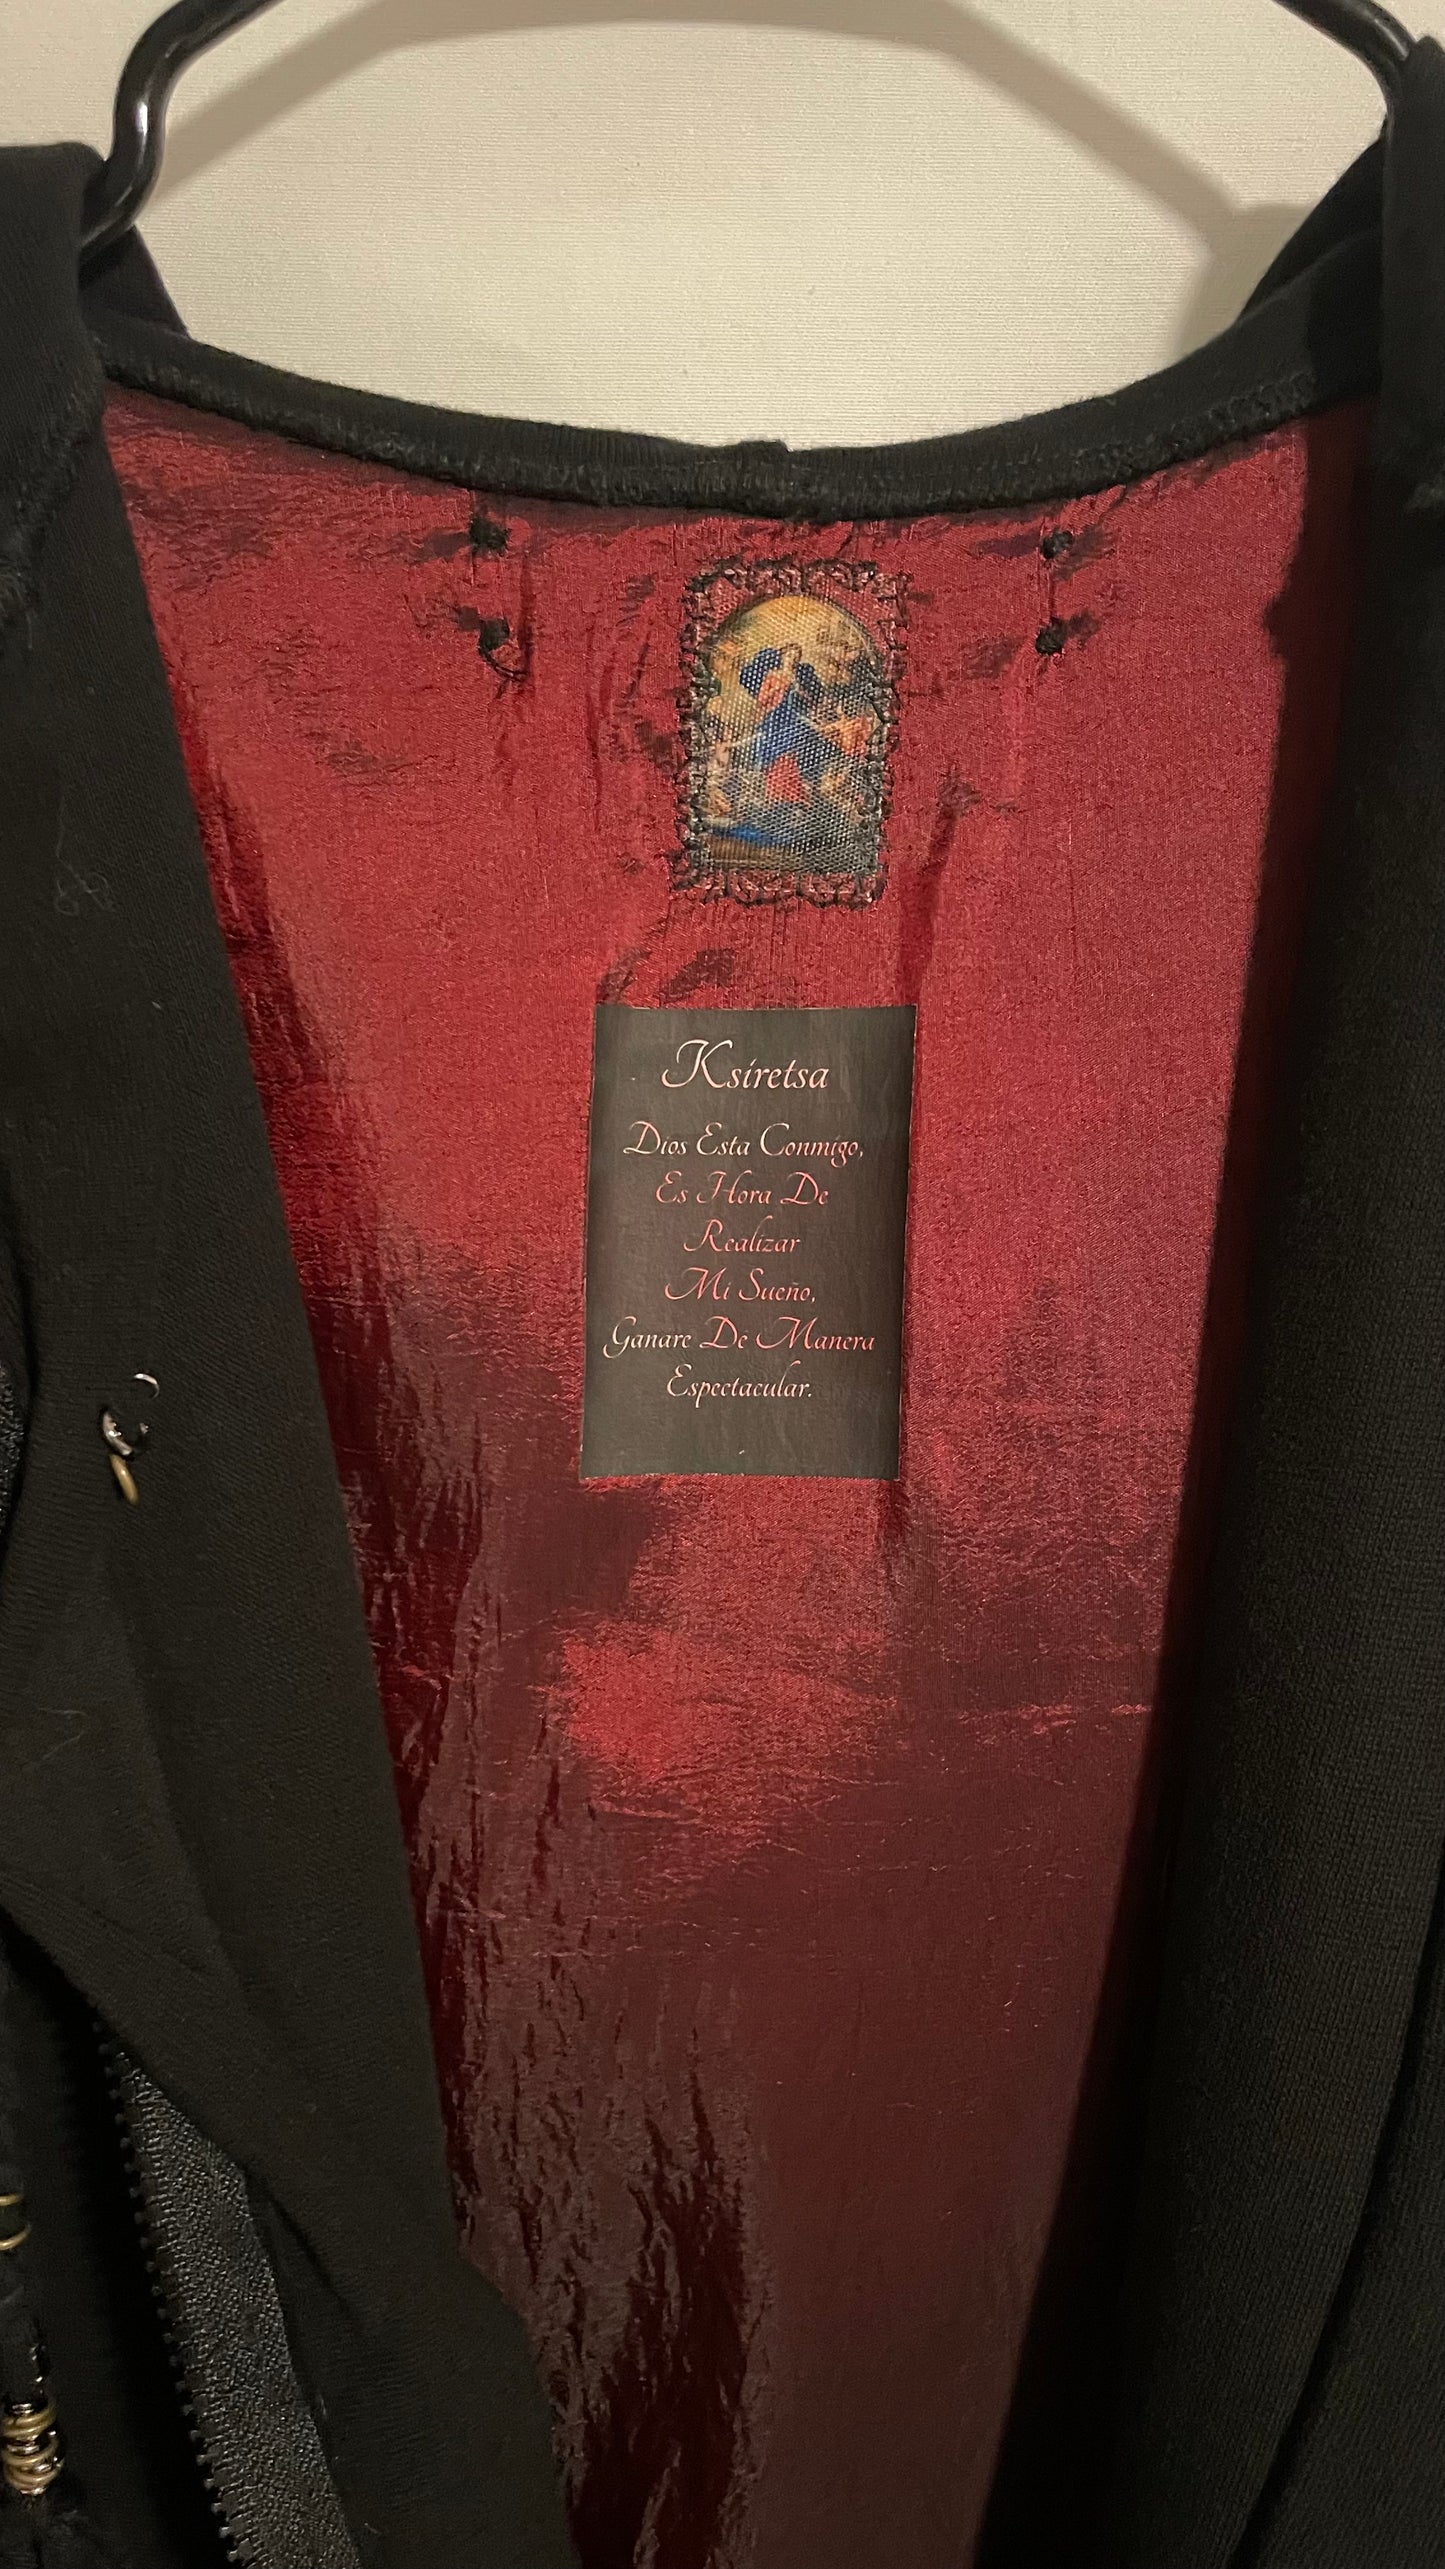 Ksiretsa
Dios Esta Conmigo,
Es Hora De
Realizar
Mi Sueño,
Ganare De Manera
Espectacular.